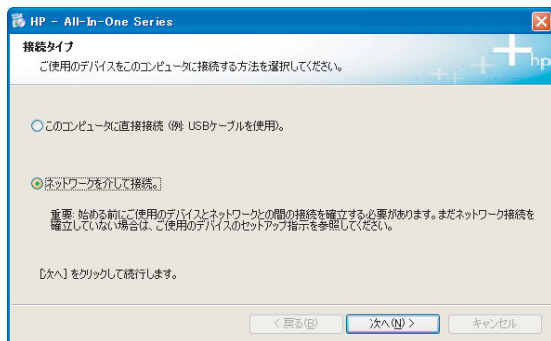 HP - All-In-One Series
接続タイプ
ご使用のデバイスをこのコンピュータに接続する方法を選択してください。
hp
このコンピュータに直接接続 (例: USBケーブルを使用)。
ネットワークを介して接続。
重要: 始める前にご使用のデバイスとネットワークとの間の接続を確立する必要があります。まだネットワーク接続を
確立していない場合は、ご使用のデバイスのセットアップ指示を参照してください。
[次へ] をクリックして続行します。
< 戻る(B)
次へ(N) >
キャンセル